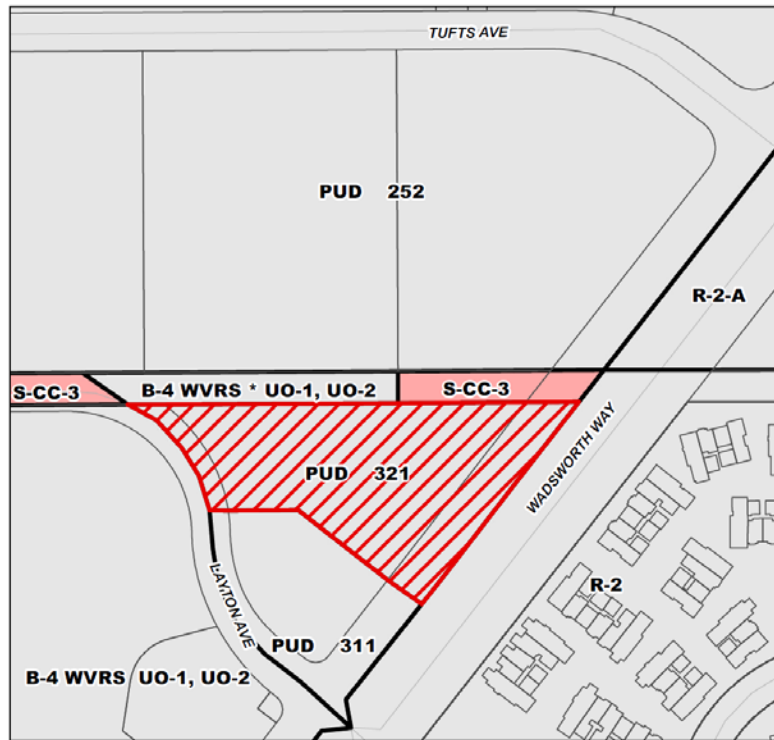 TUFTS AVE
PUD 252
R-2-A
S-CC-3
B-4 WVRS * UO-1, UO-2
S-CC-3
PUD 321
WADSWORTH WAY
R-2
LAYTON AVE
PUD 311
B-4 WVRS UO-1, UO-2